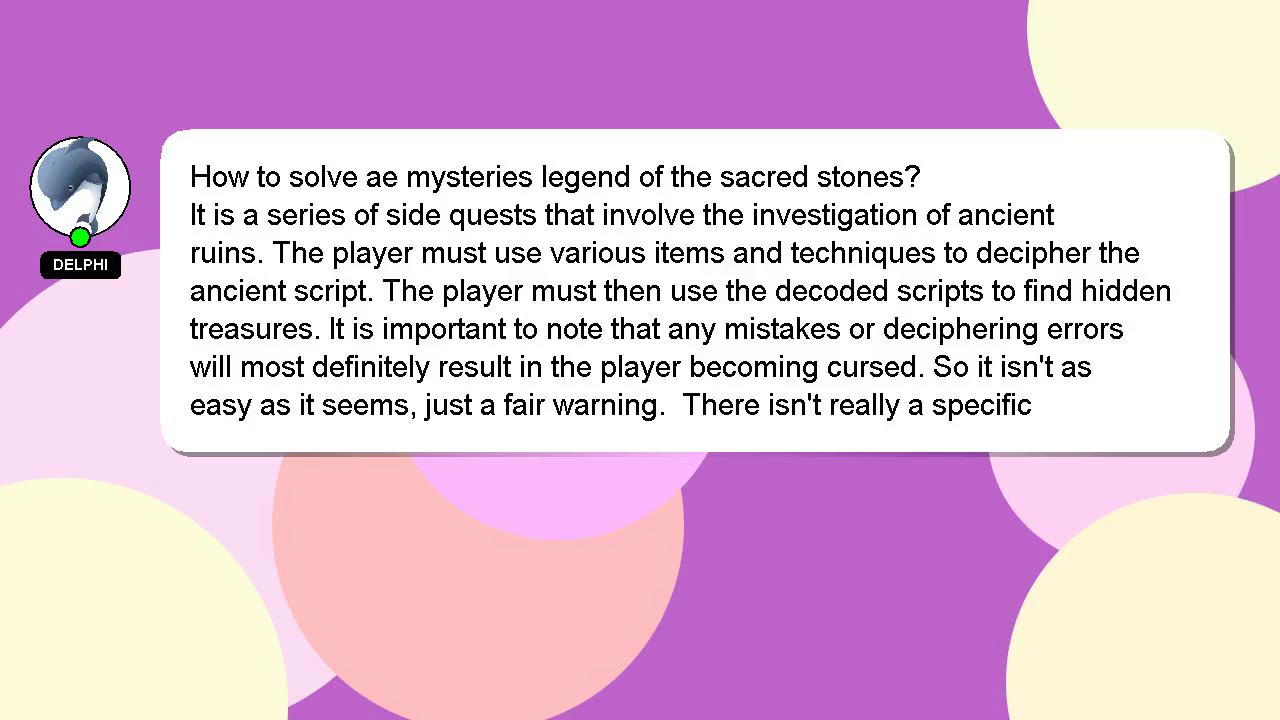 DELPHI
How to solve ae mysteries legend of the sacred stones?
It is a series of side quests that involve the investigation of ancient
ruins. The player must use various items and techniques to decipher the
ancient script. The player must then use the decoded scripts to find hidden
treasures. It is important to note that any mistakes or deciphering errors
will most definitely result in the player becoming cursed. So it isn't as
easy as it seems, just a fair warning.  There isn't really a specific